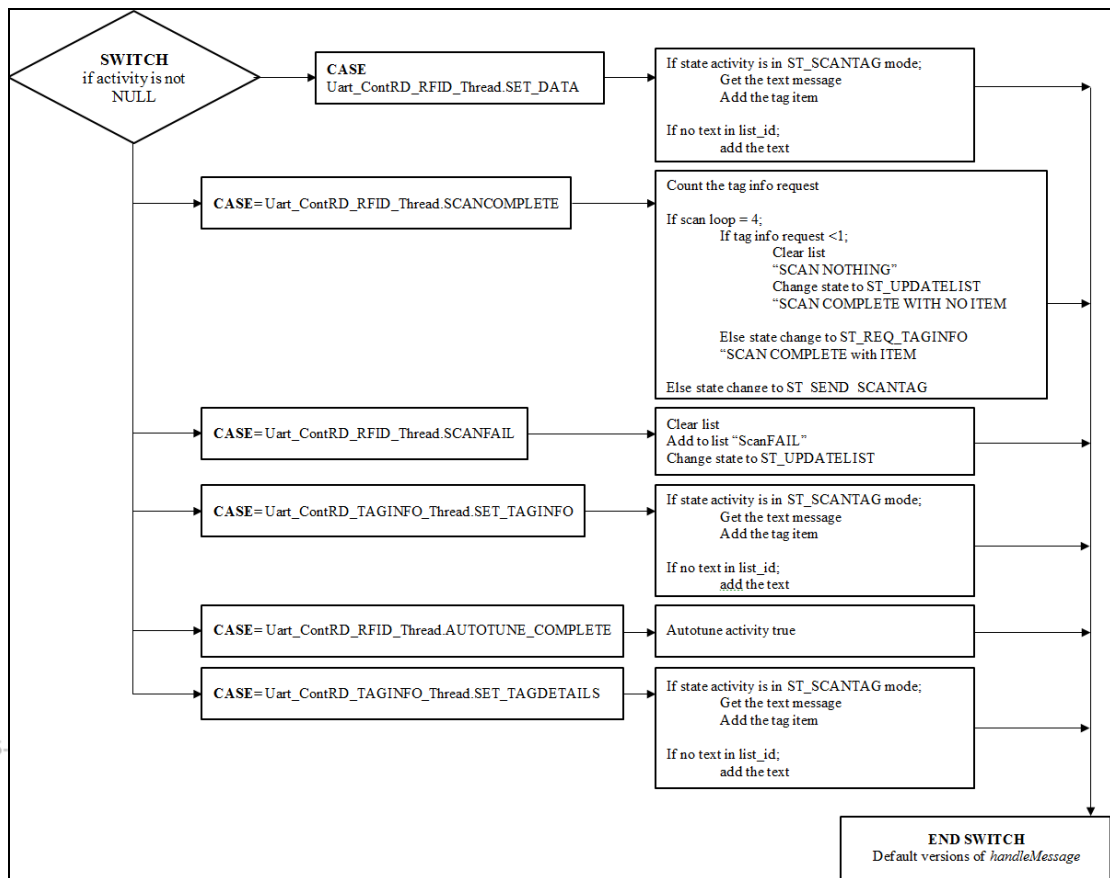 SWITCH
if activity is not
NULL
CASE
Uart_ContRD_RFID_Thread.SET_DATA
If state activity is in ST_SCANTAG mode;
Get the text message
Add the tag item
If no text in list_id;
add the text
CASE= Uart_ContRD_RFID_Thread.SCANCOMPLETE
Count the tag info request
If scan loop = 4;
If tag info request <1;
Clear list
“SCAN NOTHING”
Change state to ST_UPDATELIST
“SCAN COMPLETE WITH NO ITEM
Else state change to ST_REQ_TAGINFO
“SCAN COMPLETE with ITEM
Else state change to ST_SEND_SCANTAG
CASE= Uart_ContRD_RFID_Thread.SCANFAIL
Clear list
Add to list “ScanFAIL”
Change state to ST_UPDATELIST
CASE= Uart_ContRD_TAGINFO_Thread.SET_TAGINFO
If state activity is in ST_SCANTAG mode;
Get the text message
Add the tag item
If no text in list_id;
add the text
CASE= Uart_ContRD_RFID_Thread.AUTOTUNE_COMPLETE
Autotune activity true
CASE= Uart_ContRD_TAGINFO_Thread.SET_TAGDETAILS
If state activity is in ST_SCANTAG mode;
Get the text message
Add the tag item
If no text in list_id;
add the text
END SWITCH
Default versions of handleMessage